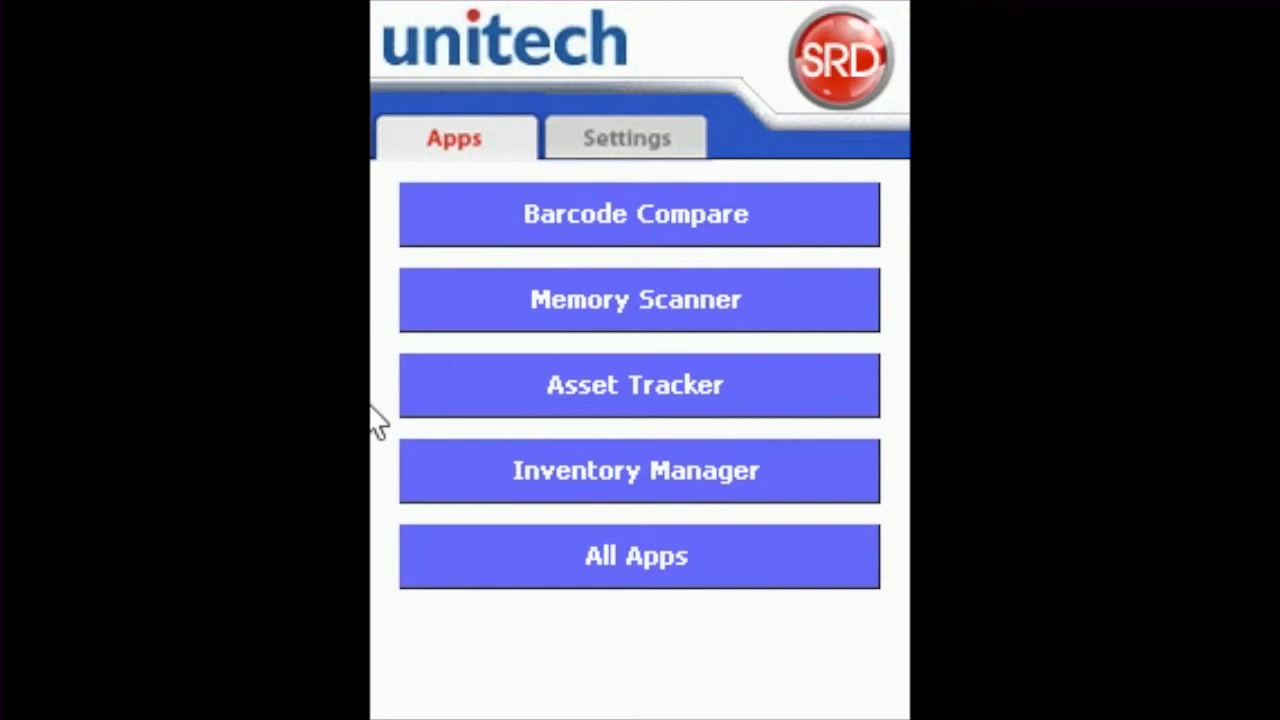 unitech
SRD
Apps
Settings
Barcode Compare
Memory Scanner
Asset Tracker
Inventory Manager
All Apps